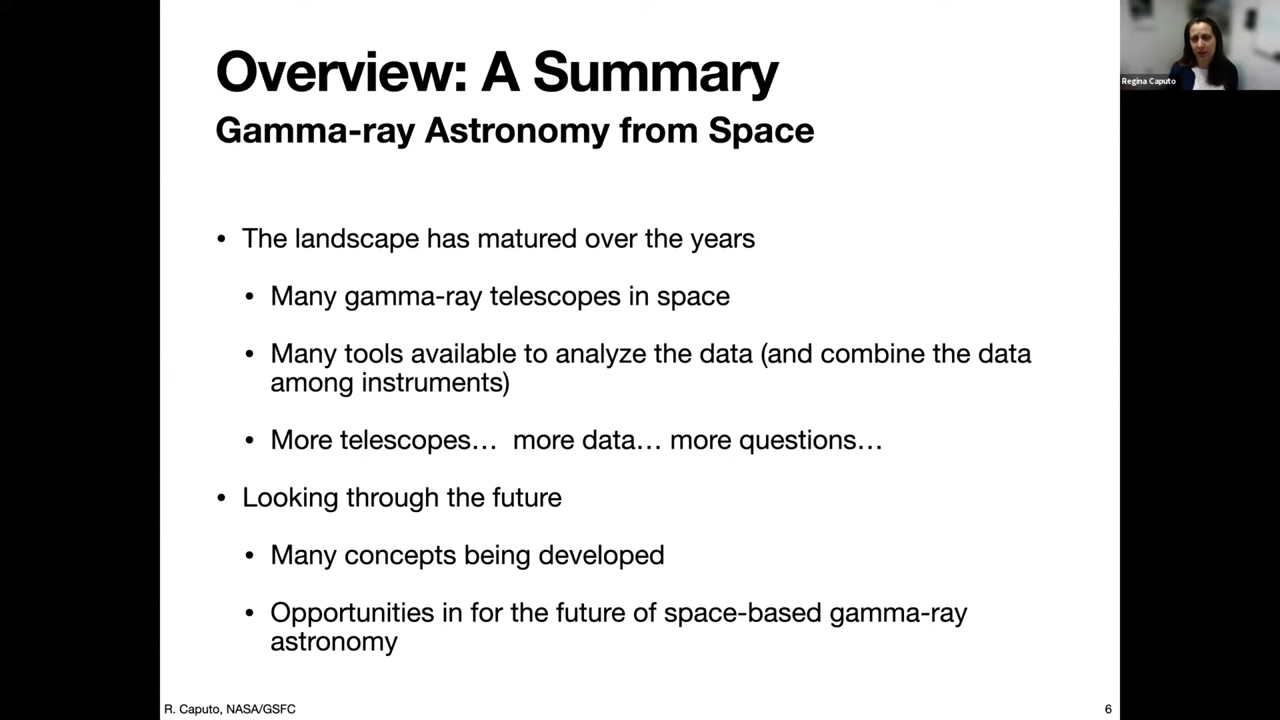 Overview: A Summary
Gamma-ray Astronomy from Space
• The landscape has matured over the years
• Many gamma-ray telescopes in space
• Many tools available to analyze the data (and combine the data
among instruments)
• More telescopes… more data… more questions…
• Looking through the future
• Many concepts being developed
• Opportunities in for the future of space-based gamma-ray
astronomy
R. Caputo, NASA/GSFC
6
Regina Caputo